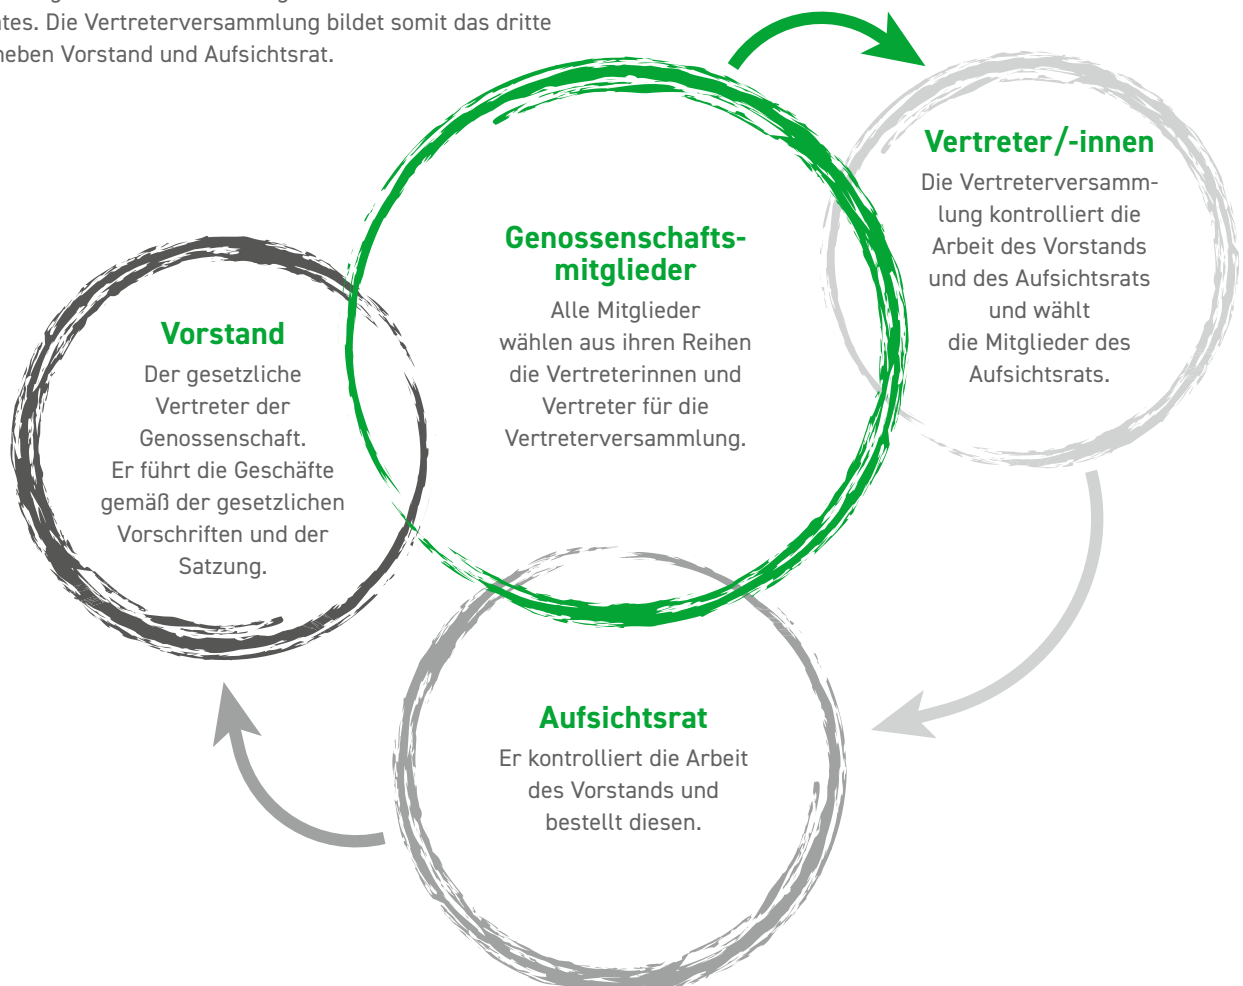 Die Vertreterversammlung bildet somit das dritte
neben Vorstand und Aufsichtsrat.
Genossenschafts-
mitglieder
Alle Mitglieder
wählen aus ihren Reihen
die Vertreterinnen und
Vertreter für die
Vertreterversammlung.
Vertreter/-innen
Die Vertreterversamm-
lung kontrolliert die
Arbeit des Vorstands
und des Aufsichtsrats
und wählt
die Mitglieder des
Aufsichtsrats.
Vorstand
Der gesetzliche
Vertreter der
Genossenschaft.
Er führt die Geschäfte
gemäß der gesetzlichen
Vorschriften und der
Satzung.
Aufsichtsrat
Er kontrolliert die Arbeit
des Vorstands und
bestellt diesen.